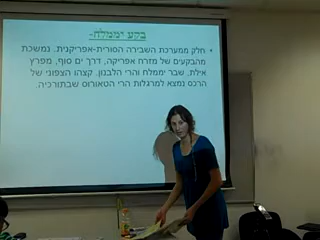 בקע ים המלח-
• חלק ממערכת השבירה הסורית-אפריקנית. נמשכת
מהבקעים של מזרח אפריקה, דרך ים סוף, מפרץ
אילת, שבר ים המלח והרי הלבנון. קצהו הצפוני של
הרכס נמצא למרגלות הרי הטאורוס שבתורכיה.